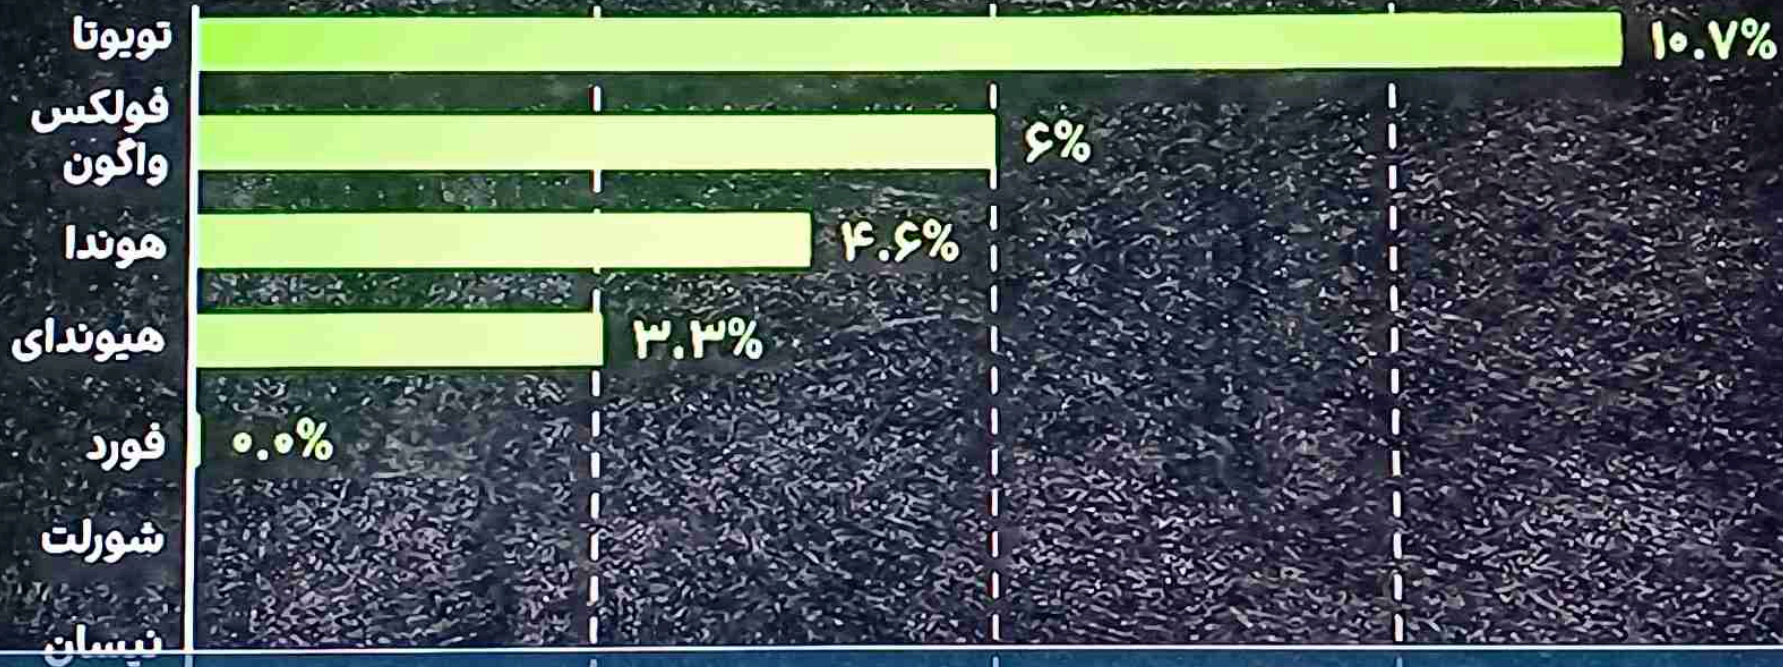 تویوتا ۱۰.۷%
فولکس
واگون ۶%
هوندا ۴.۶%
هیوندای ۳.۳%
فورد ۰.۰%
شورلت
نیسان